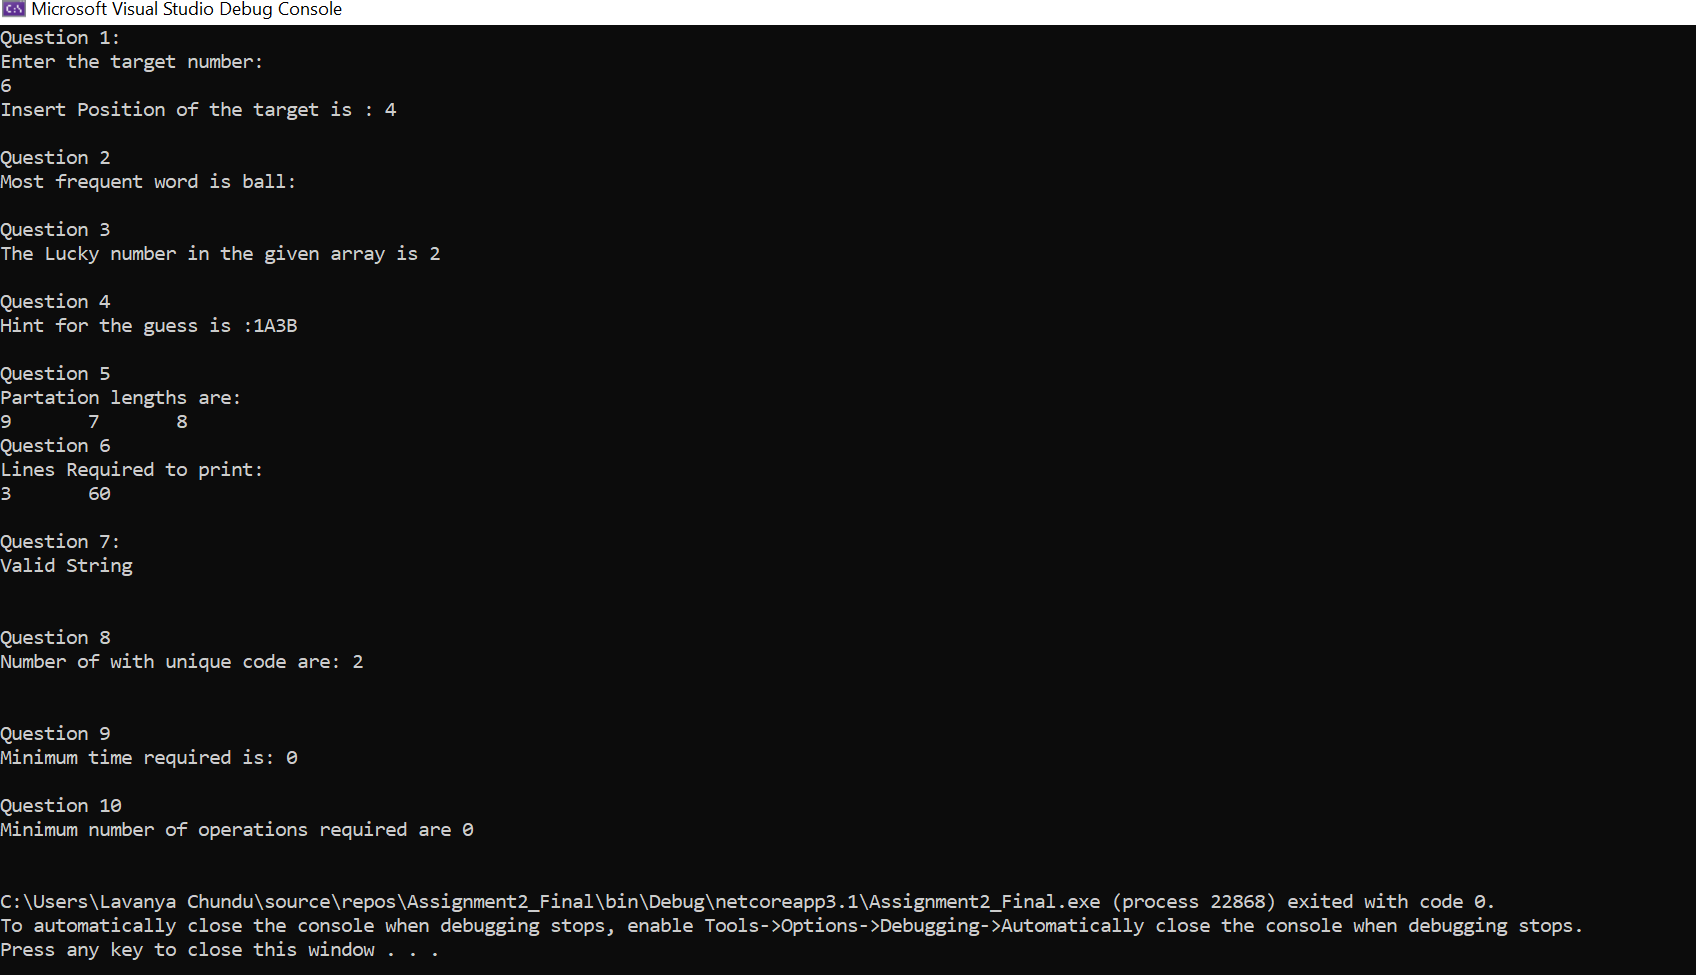 Microsoft Visual Studio Debug Console
Question 1:
Enter the target number:
6
Insert Position of the target is : 4
Question 2
Most frequent word is ball:
Question 3
The Lucky number in the given array is 2
Question 4
Hint for the guess is :1A3B
Question 5
Partation lengths are:
9 7 8
Question 6
Lines Required to print:
3 60
Question 7:
Valid String
Question 8
Number of with unique code are: 2
Question 9
Minimum time required is: 0
Question 10
Minimum number of operations required are 0
C:\Users\Lavanya Chundu\source\repos\Assignment2_Final\bin\Debug\netcoreapp3.1\Assignment2_Final.exe (process 22868) exited with code 0.
To automatically close the console when debugging stops, enable Tools->Options->Debugging->Automatically close the console when debugging stops.
Press any key to close this window . . .